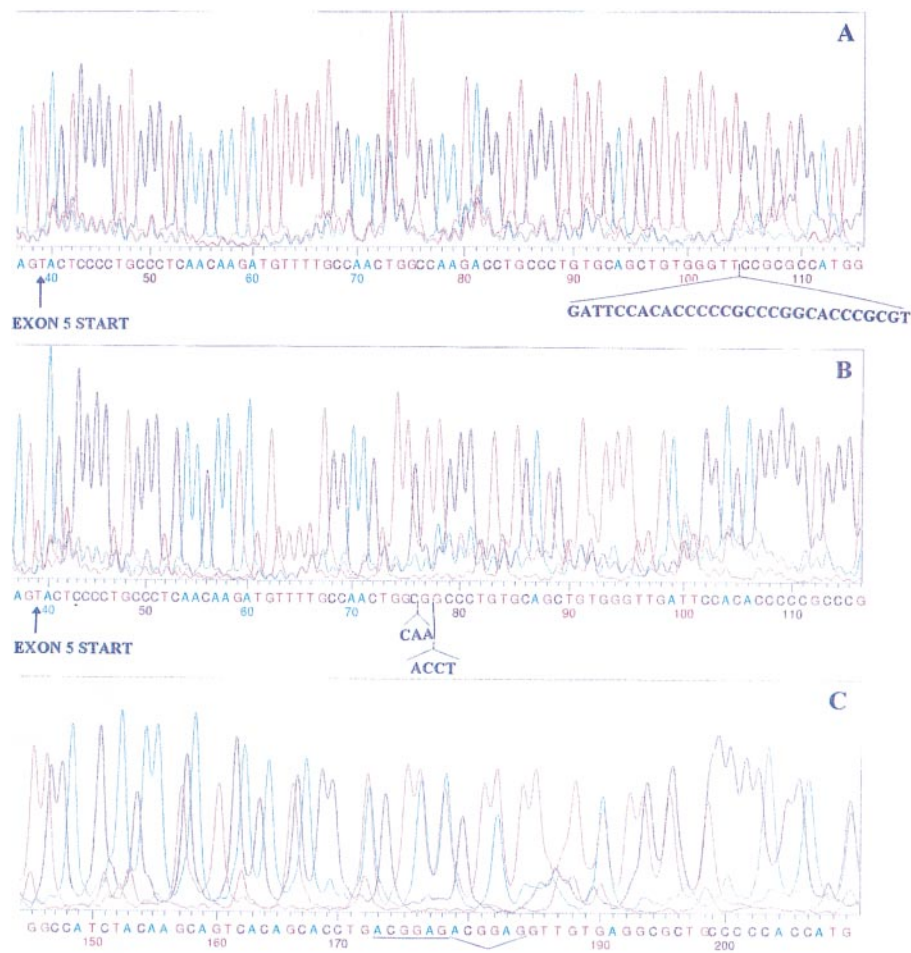 A
AGTACTCCCCTGCCCTCAACAAGATGTTTTGCCAACTGGCCAAGACCTGCCCTGTGCAGCTGTGGGTTCCGCGCCATGG
40 50 60 70 80 90 100 110
EXON 5 START
GATTCCACACCCCCGCCCGGCACCCGCGT
B
AGTACTCCCCTGCCCTCAACAAGATGTTTTGCCAACTGGCGGCCCTGTGCAGCTGTGGGTTGATTCCACACCCCCGCCCG
40 50 60 70 80 90 100 110
EXON 5 START
CAA
ACCT
C
GGCCATCTACAAGCAGTCACAGCACCTGACGGAGACGGAGGTTGTGAGGCGCTGCCCCCACCATG
150 160 170 190 200